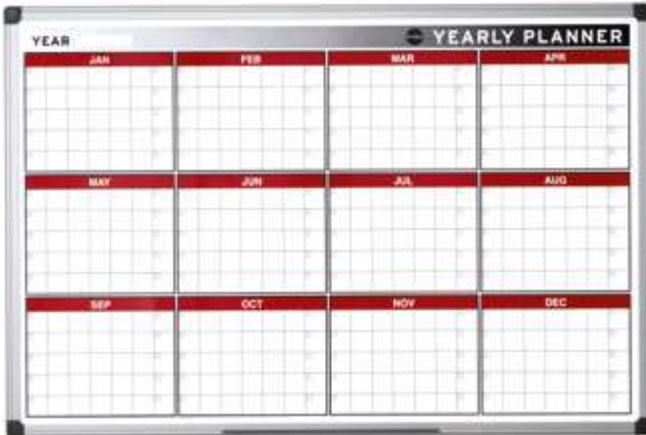 YEAR
YEARLY PLANNER
JAN FEB MAR APR
MAY JUN JUL AUG
SEP OCT NOV DEC